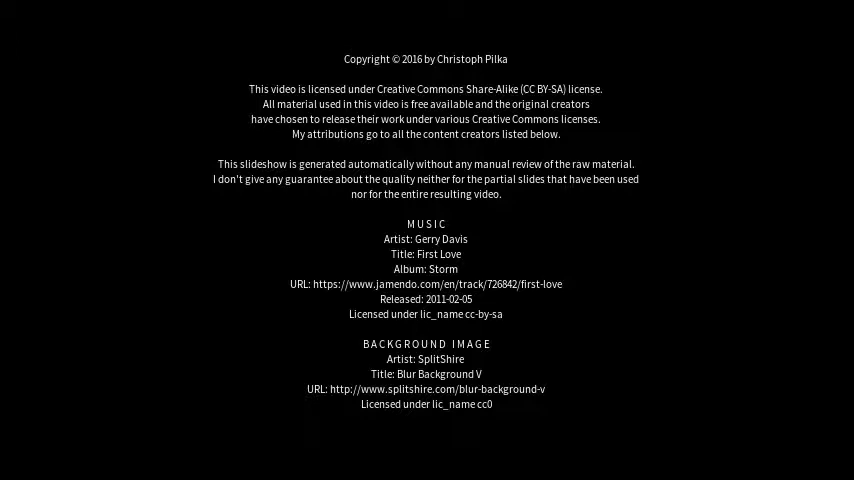 Copyright © 2016 by Christoph Pilka
This video is licensed under Creative Commons Share-Alike (CC BY-SA) license.
All material used in this video is free available and the original creators
have chosen to release their work under various Creative Commons licenses.
My attributions go to all the content creators listed below.
This slideshow is generated automatically without any manual review of the raw material.
I don't give any guarantee about the quality neither for the partial slides that have been used
nor for the entire resulting video.
MUSIC
Artist: Gerry Davis
Title: First Love
Album: Storm
URL: https://www.jamendo.com/en/track/726842/first-love
Released: 2011-02-05
Licensed under lic_name cc-by-sa
BACKGROUND IMAGE
Artist: SplitShire
Title: Blur Background V
URL: http://www.splitshire.com/blur-background-v
Licensed under lic_name cc0